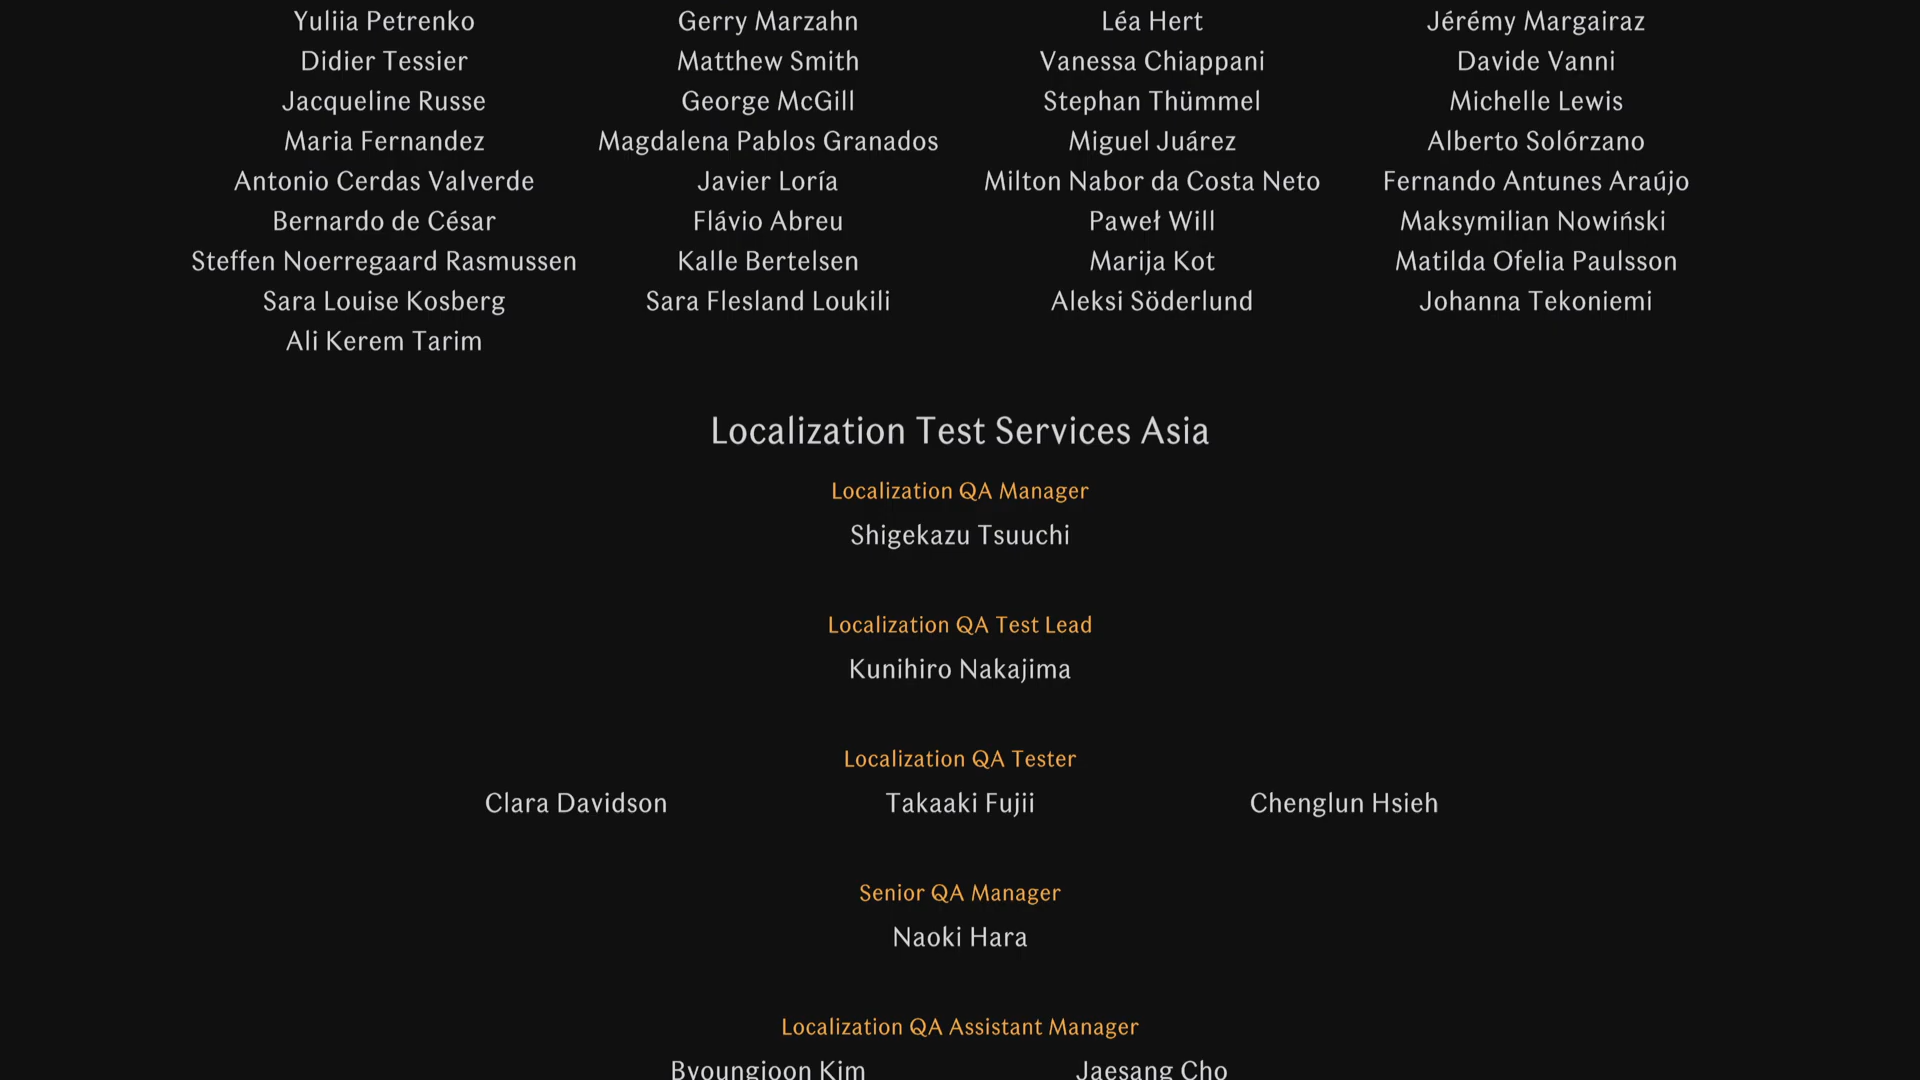 Yuliia Petrenko Gerry Marzahn Léa Hert Jérémy Margairaz
Didier Tessier Matthew Smith Vanessa Chiappani Davide Vanni
Jacqueline Russe George McGill Stephan Thümmel Michelle Lewis
Maria Fernandez Magdalena Pablos Granados Miguel Juárez Alberto Solórzano
Antonio Cerdas Valverde Javier Loría Milton Nabor da Costa Neto Fernando Antunes Araújo
Bernardo de César Flávio Abreu Paweł Will Maksymilian Nowiński
Steffen Noerregaard Rasmussen Kalle Bertelsen Marija Kot Matilda Ofelia Paulsson
Sara Louise Kosberg Sara Flesland Loukili Aleksi Söderlund Johanna Tekoniemi
Ali Kerem Tarim
Localization Test Services Asia
Localization QA Manager
Shigekazu Tsuuchi
Localization QA Test Lead
Kunihiro Nakajima
Localization QA Tester
Clara Davidson Takaaki Fujii Chenglun Hsieh
Senior QA Manager
Naoki Hara
Localization QA Assistant Manager
Byoungjoon Kim Jaesang Cho